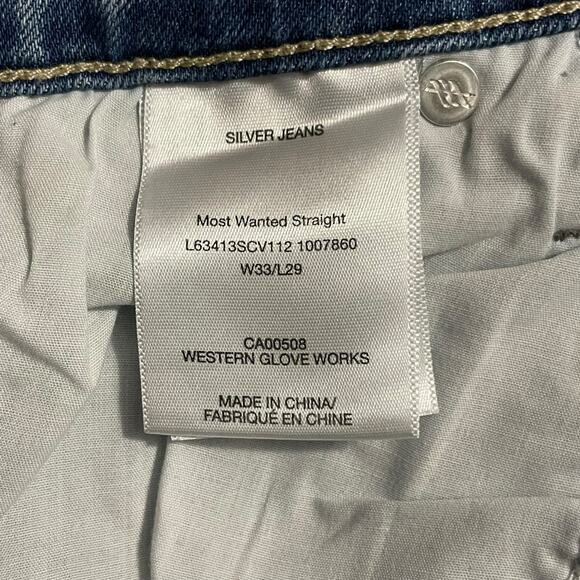 SILVER JEANS
Most Wanted Straight
L63413SCV112 1007860
W33/L29
CA00508
WESTERN GLOVE WORKS
MADE IN CHINA/
FABRIQUÉ EN CHINE